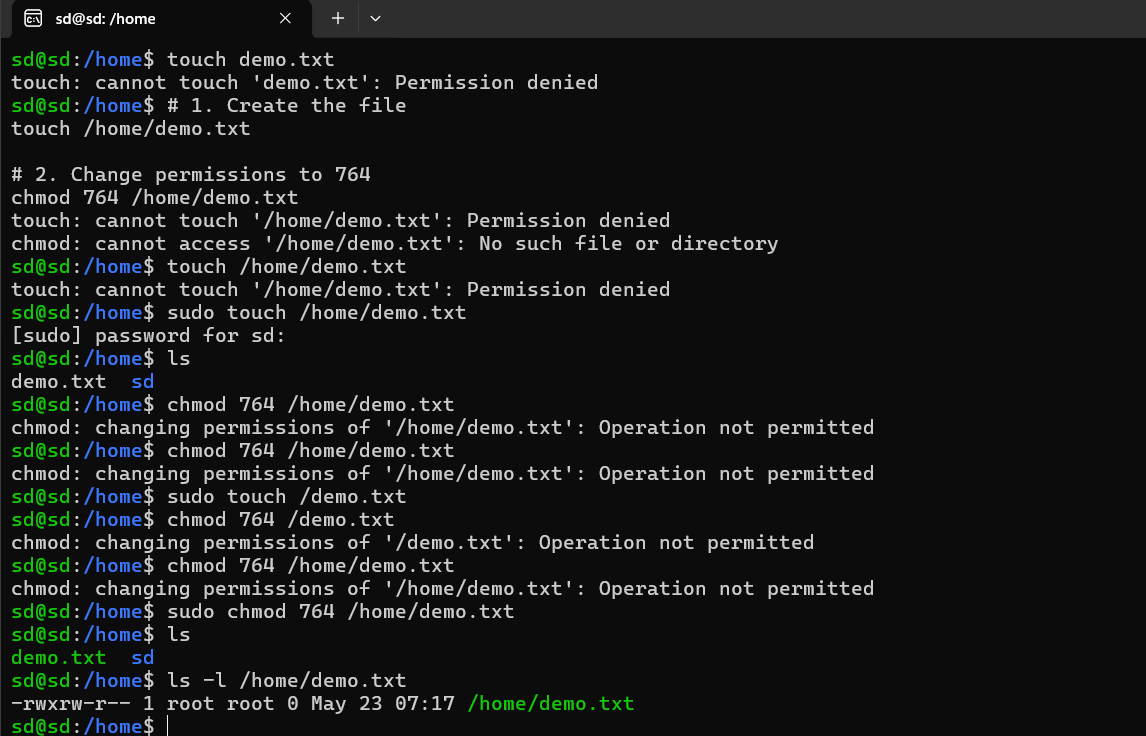 sd@sd: /home
sd@sd:/home$ touch demo.txt
touch: cannot touch 'demo.txt': Permission denied
sd@sd:/home$ # 1. Create the file
touch /home/demo.txt
# 2. Change permissions to 764
chmod 764 /home/demo.txt
touch: cannot touch '/home/demo.txt': Permission denied
chmod: cannot access '/home/demo.txt': No such file or directory
sd@sd:/home$ touch /home/demo.txt
touch: cannot touch '/home/demo.txt': Permission denied
sd@sd:/home$ sudo touch /home/demo.txt
[sudo] password for sd:
sd@sd:/home$ ls
demo.txt  sd
sd@sd:/home$ chmod 764 /home/demo.txt
chmod: changing permissions of '/home/demo.txt': Operation not permitted
sd@sd:/home$ chmod 764 /home/demo.txt
chmod: changing permissions of '/home/demo.txt': Operation not permitted
sd@sd:/home$ sudo touch /demo.txt
sd@sd:/home$ chmod 764 /demo.txt
chmod: changing permissions of '/demo.txt': Operation not permitted
sd@sd:/home$ chmod 764 /home/demo.txt
chmod: changing permissions of '/home/demo.txt': Operation not permitted
sd@sd:/home$ sudo chmod 764 /home/demo.txt
sd@sd:/home$ ls
demo.txt  sd
sd@sd:/home$ ls -l /home/demo.txt
-rwxrw-r-- 1 root root 0 May 23 07:17 /home/demo.txt
sd@sd:/home$